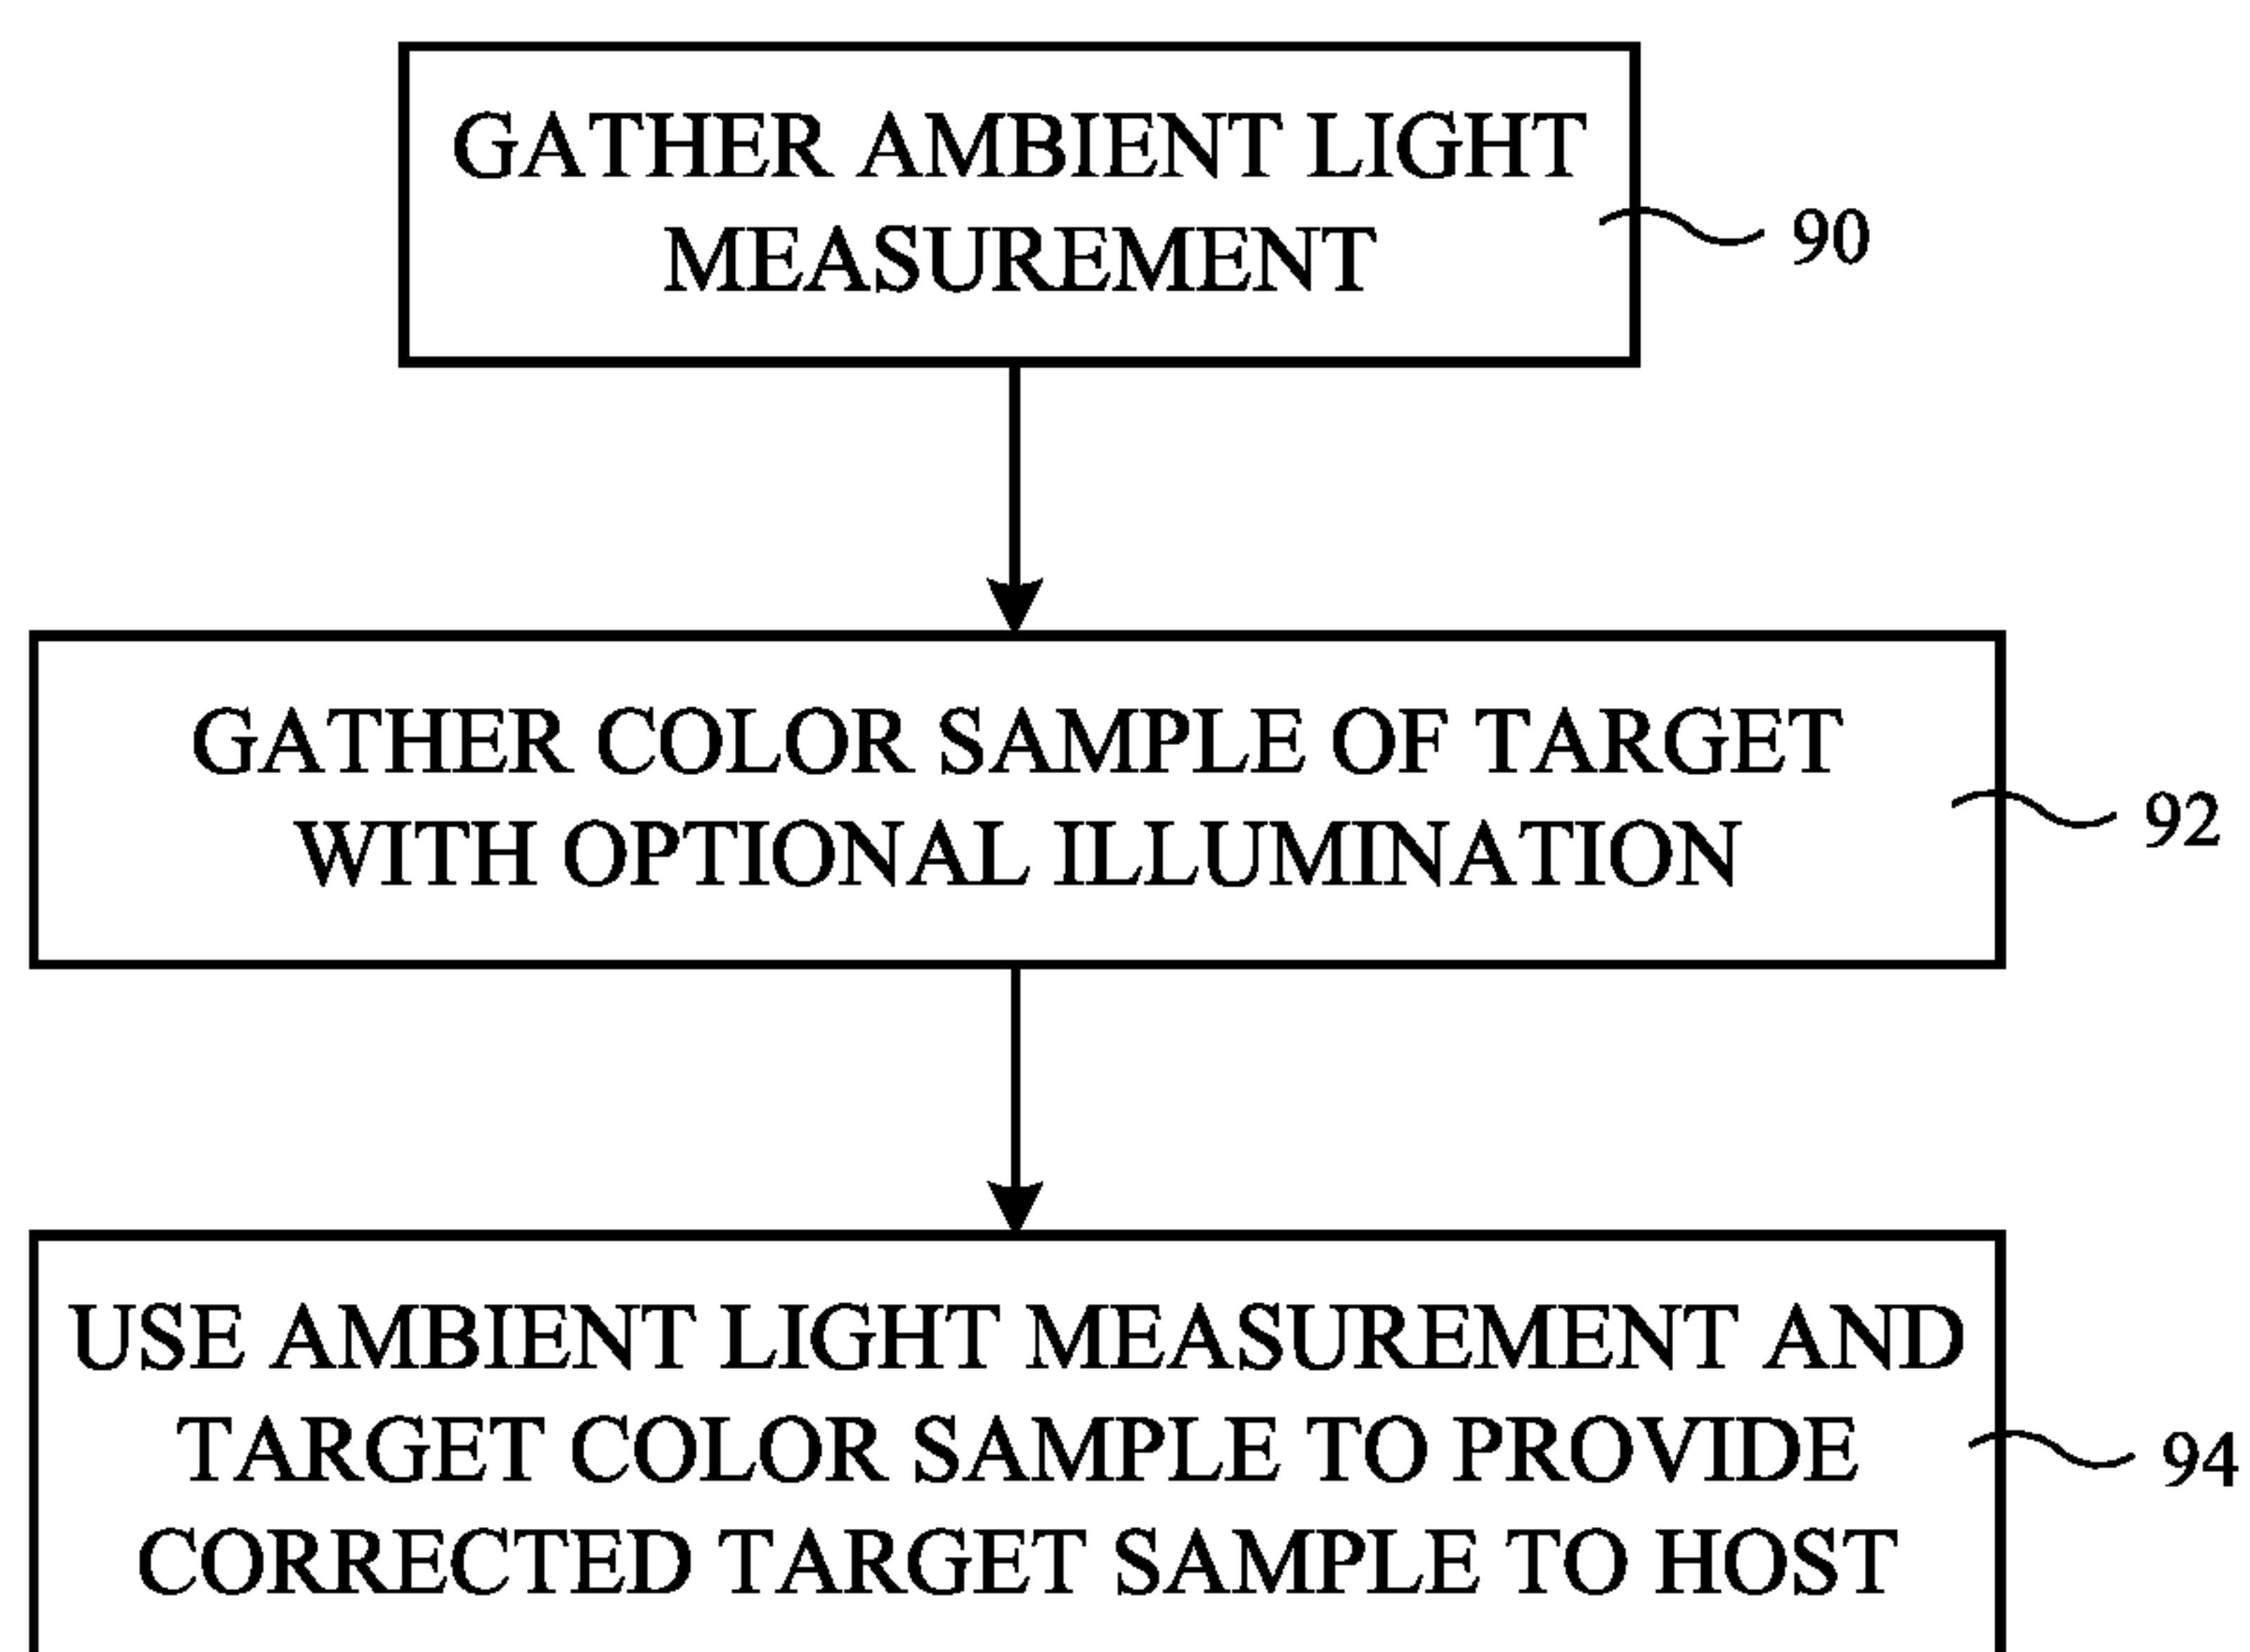 GATHER AMBIENT LIGHT
MEASUREMENT
90
GATHER COLOR SAMPLE OF TARGET
WITH OPTIONAL ILLUMINATION
92
USE AMBIENT LIGHT MEASUREMENT AND
TARGET COLOR SAMPLE TO PROVIDE
CORRECTED TARGET SAMPLE TO HOST
94